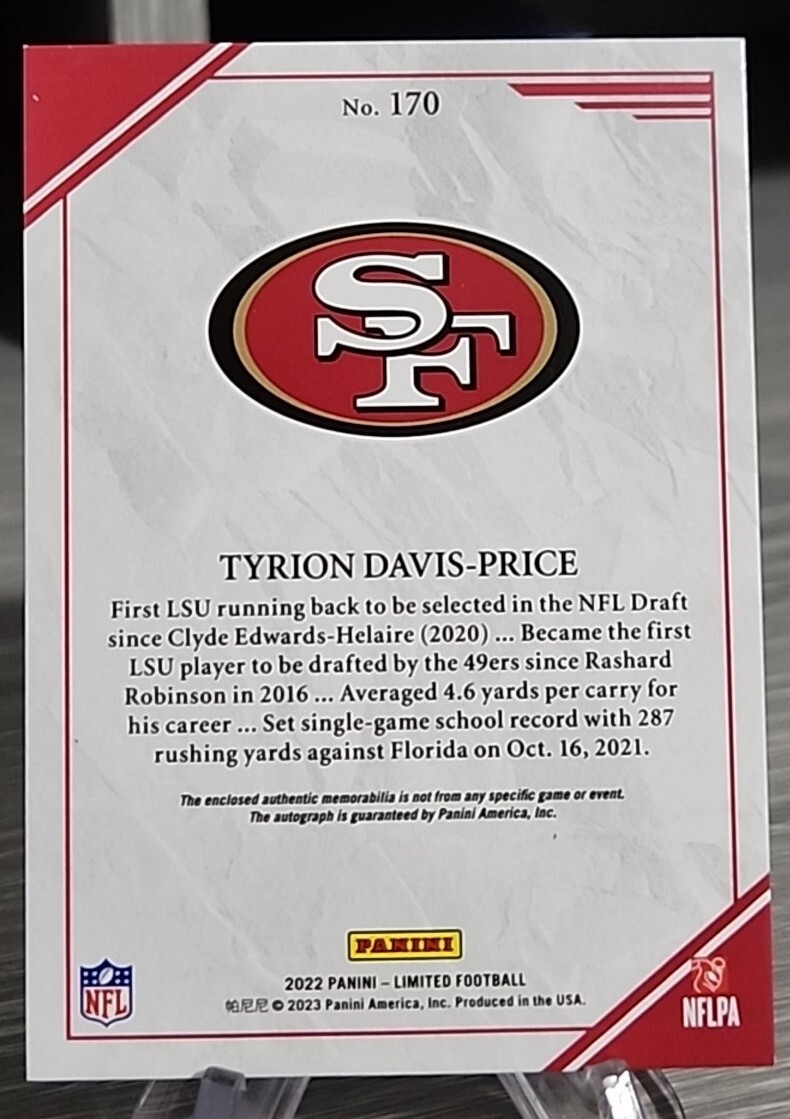 No. 170
SF
TYRION DAVIS-PRICE
First LSU running back to be selected in the NFL Draft
since Clyde Edwards-Helaire (2020) ... Became the first
LSU player to be drafted by the 49ers since Rashard
Robinson in 2016 ... Averaged 4.6 yards per carry for
his career ... Set single-game school record with 287
rushing yards against Florida on Oct. 16, 2021.
The enclosed authentic memorabilia is not from any specific game or event.
The autograph is guaranteed by Panini America, Inc.
PANINI
2022 PANINI – LIMITED FOOTBALL
帕尼尼 © 2023 Panini America, Inc. Produced in the USA.
NFL
NFLPA